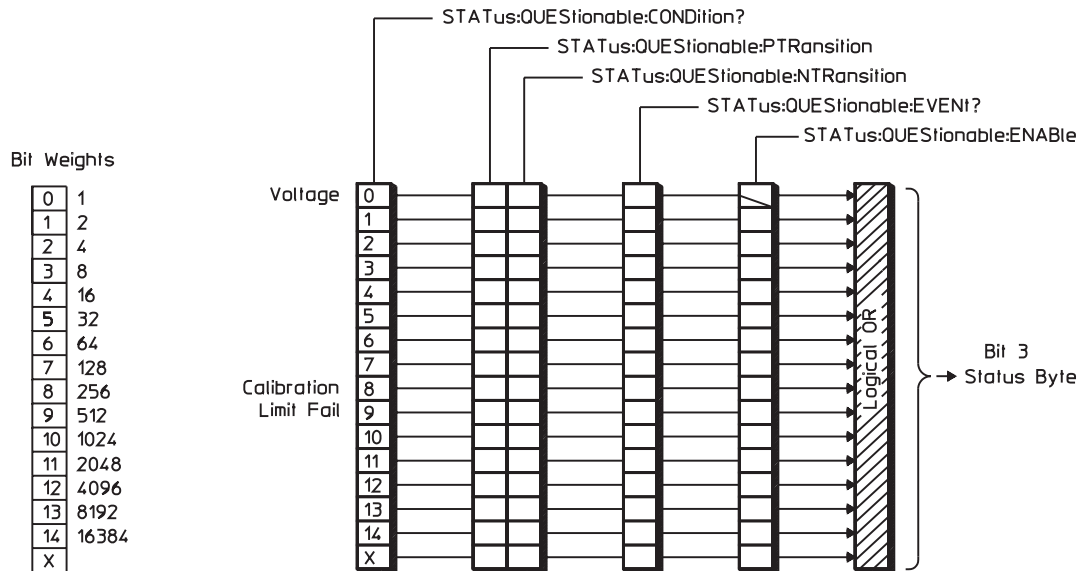 STATus:QUEStionable:CONDition?
STATus:QUEStionable:PTRansition
STATus:QUEStionable:NTRansition
STATus:QUEStionable:EVENt?
STATus:QUEStionable:ENABle
Bit Weights
0 1
1 2
2 4
3 8
4 16
5 32
6 64
7 128
8 256
9 512
10 1024
11 2048
12 4096
13 8192
14 16384
X
Voltage 0
1
2
3
4
5
6
7
Calibration 8
Limit Fail 9
10
11
12
13
14
X
Logical OR
Bit 3
Status Byte